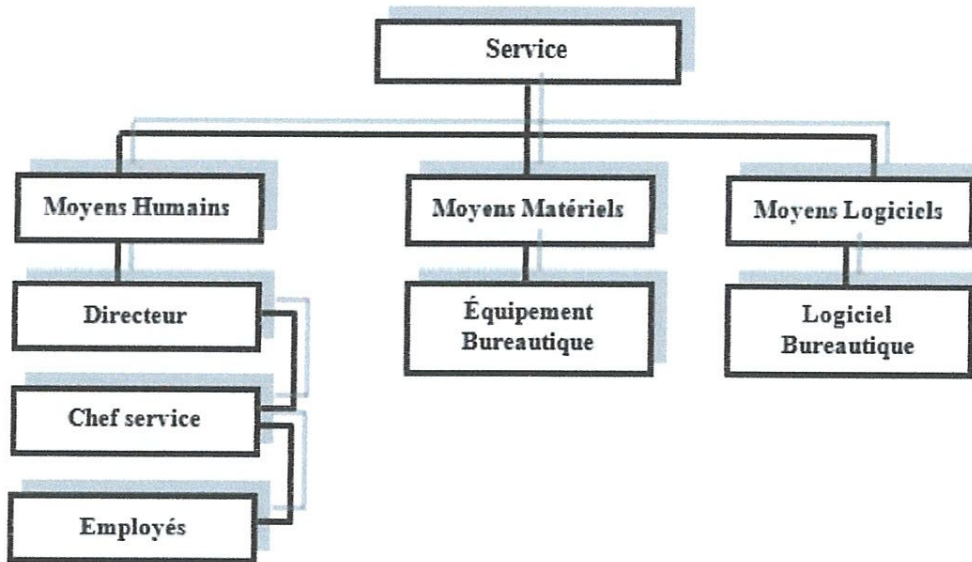 Service
Moyens Humains
Moyens Matériels
Moyens Logiciels
Directeur
Équipement
Bureautique
Logiciel
Bureautique
Chef service
Employés